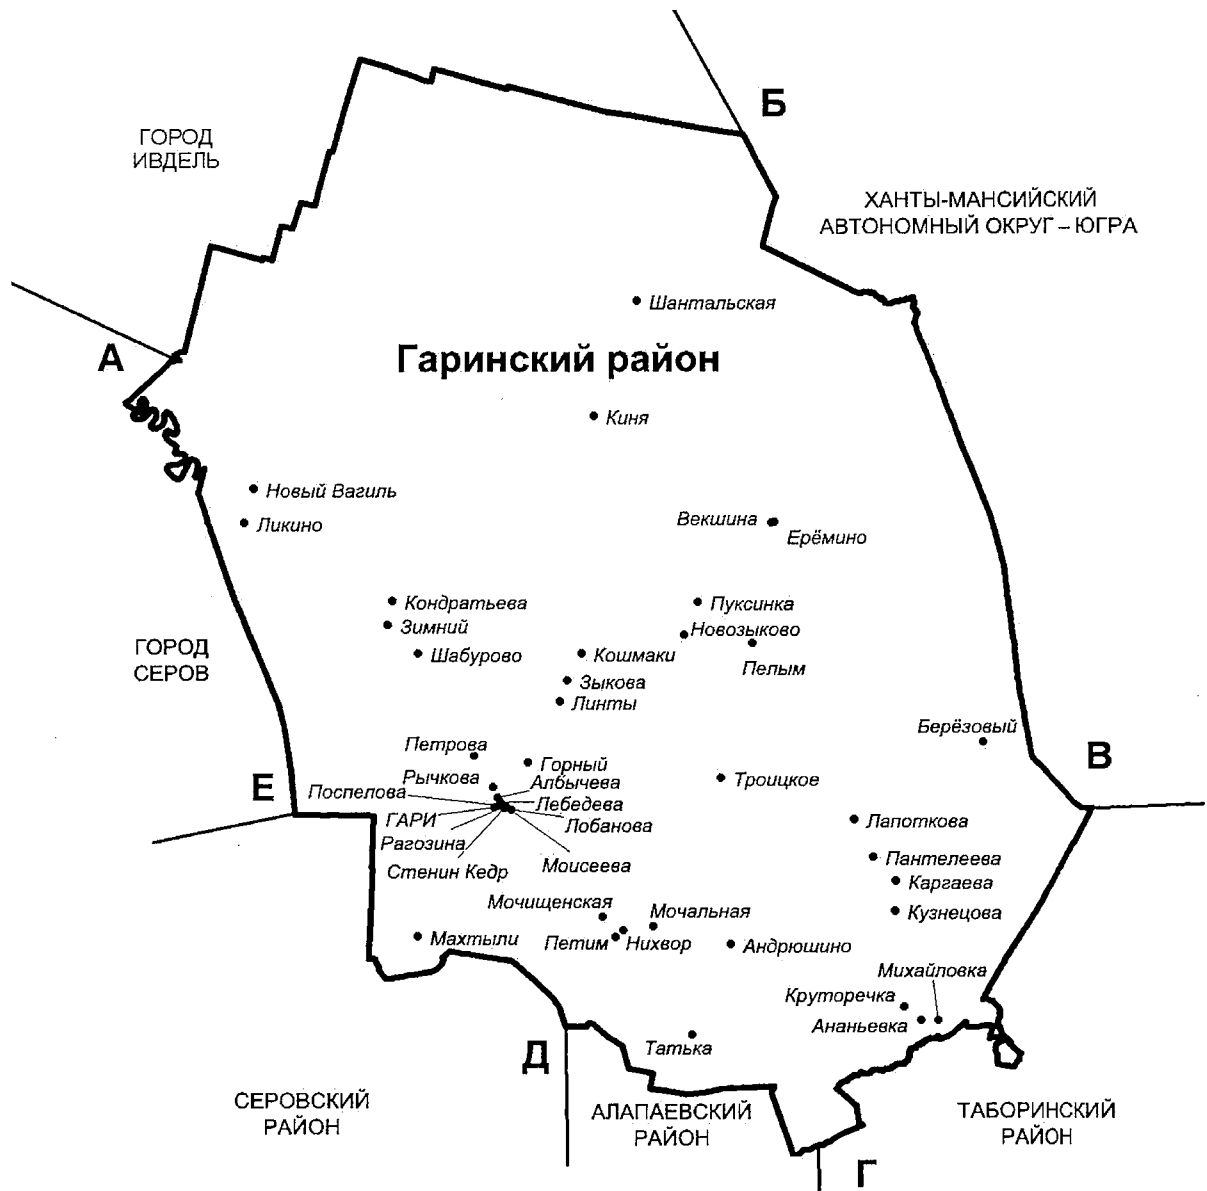 Б
ГОРОД
ИВДЕЛЬ
ХАНТЫ-МАНСИЙСКИЙ
АВТОНОМНЫЙ ОКРУГ – ЮГРА
Шантальская
А
Гаринский район
Киня
Новый Вагиль
Ликино
Векшина
Ерёмино
Кондратьева
Пуксинка
Зимний
Новозыково
ГОРОД
СЕРОВ
Шабурово
Кошмаки
Пелым
Зыкова
Линты
Берёзовый
Петрова
В
Горный
Рычкова
Албычева
Троицкое
Е
Поспелова
Лебедева
ГАРИ
Лобанова
Лапоткова
Рагозина
Моисеева
Пантелеева
Стенин Кедр
Каргаева
Мочищенская
Мочальная
Кузнецова
Махтыли
Петим
Нихвор
Андрюшино
Михайловка
Круторечка
Ананьевка
Татька
Д
СЕРОВСКИЙ
РАЙОН
АЛАПАЕВСКИЙ
РАЙОН
ТАБОРИНСКИЙ
РАЙОН
Г